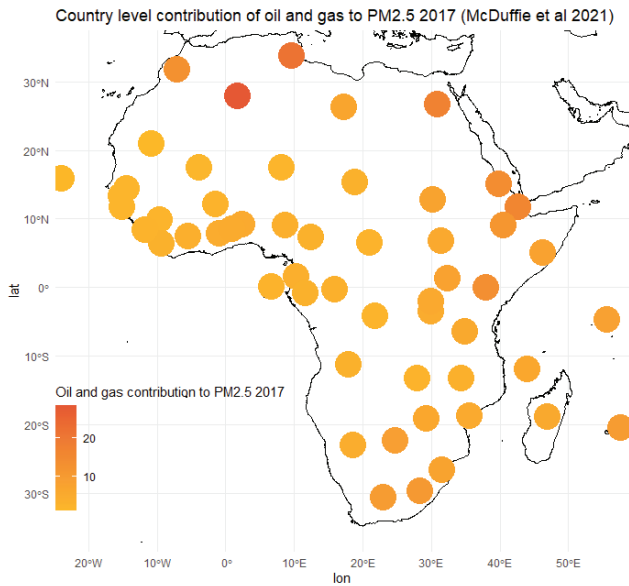 Country level contribution of oil and gas to PM2.5 2017 (McDuffie et al 2021)
30°N
20°N
10°N
0°
10°S
20°S
30°S
lat
Oil and gas contribution to PM2.5 2017
20
10
20°W
10°W
0°
10°E
20°E
30°E
40°E
50°E
lon